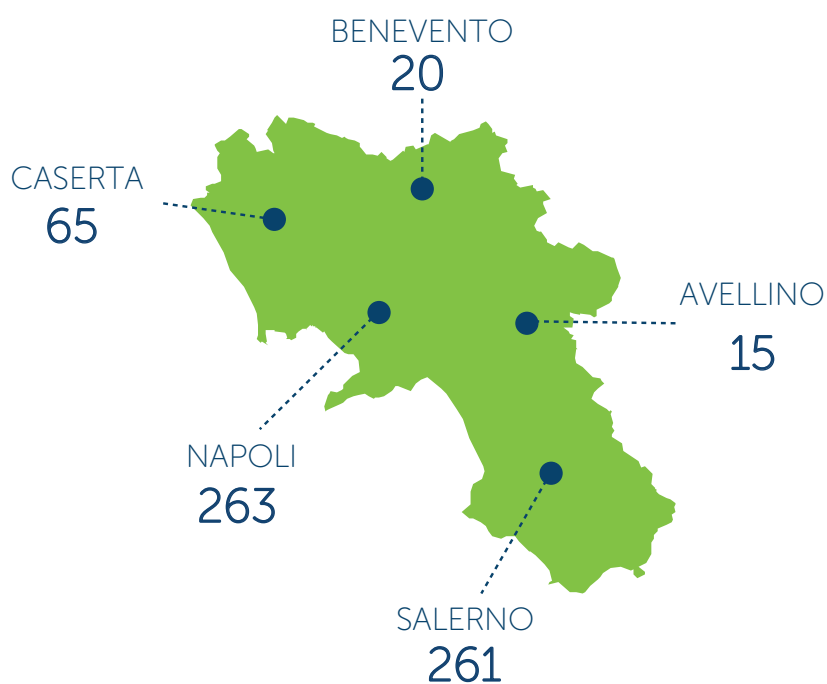 BENEVENTO
20
CASERTA
65
AVELLINO
15
NAPOLI
263
SALERNO
261